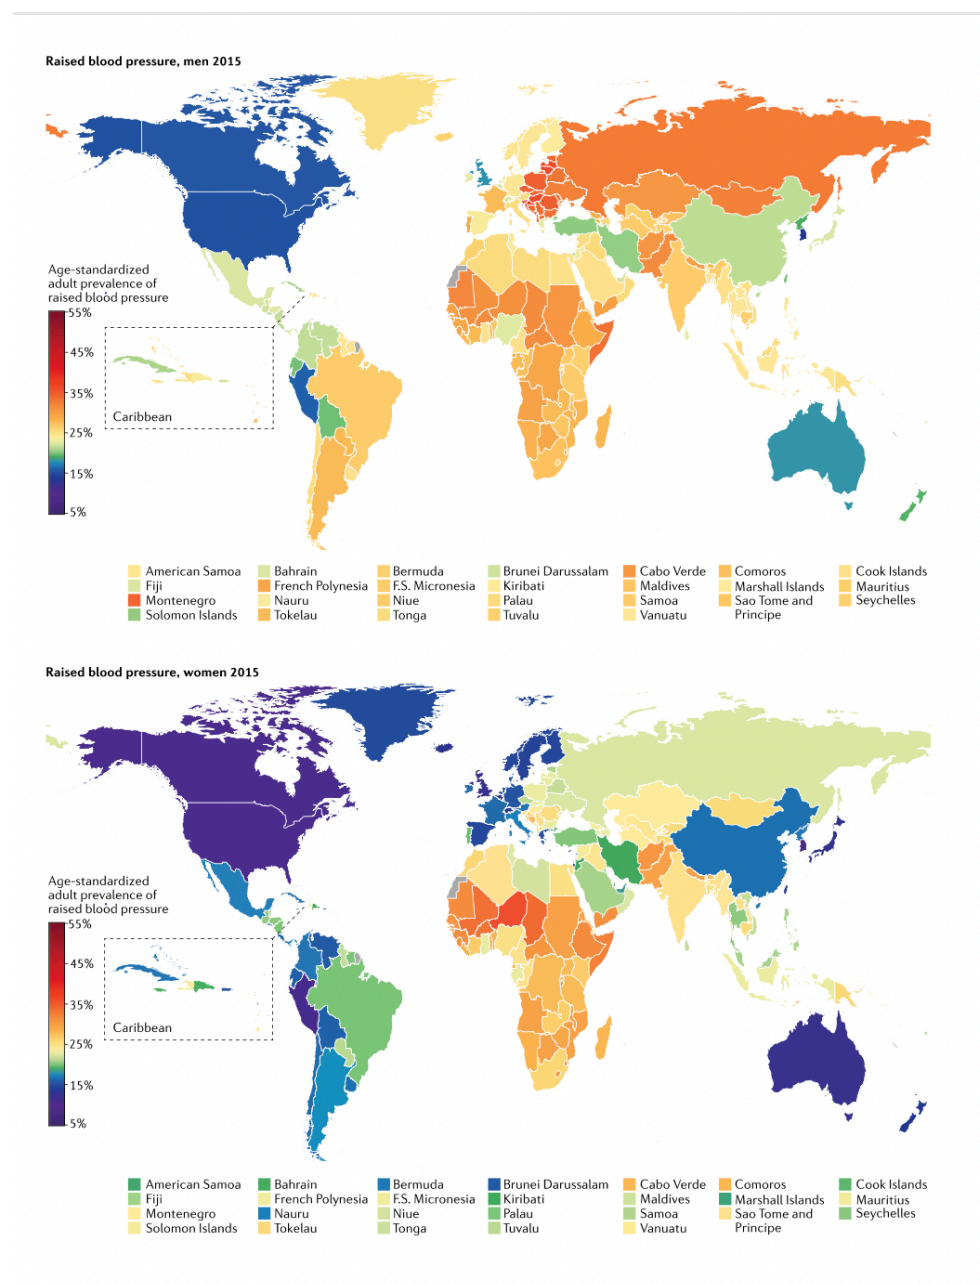 Raised blood pressure, men 2015
Age-standardized
adult prevalence of
raised blood pressure
55%
45%
35%
25%
15%
5%
Caribbean
American Samoa
Fiji
Montenegro
Solomon Islands
Bahrain
French Polynesia
Nauru
Tokelau
Bermuda
F.S. Micronesia
Niue
Tonga
Brunei Darussalam
Kiribati
Palau
Tuvalu
Cabo Verde
Maldives
Samoa
Vanuatu
Comoros
Marshall Islands
Sao Tome and
Principe
Cook Islands
Mauritius
Seychelles
Raised blood pressure, women 2015
Age-standardized
adult prevalence of
raised blood pressure
55%
45%
35%
25%
15%
5%
Caribbean
American Samoa
Fiji
Montenegro
Solomon Islands
Bahrain
French Polynesia
Nauru
Tokelau
Bermuda
F.S. Micronesia
Niue
Tonga
Brunei Darussalam
Kiribati
Palau
Tuvalu
Cabo Verde
Maldives
Samoa
Vanuatu
Comoros
Marshall Islands
Sao Tome and
Principe
Cook Islands
Mauritius
Seychelles